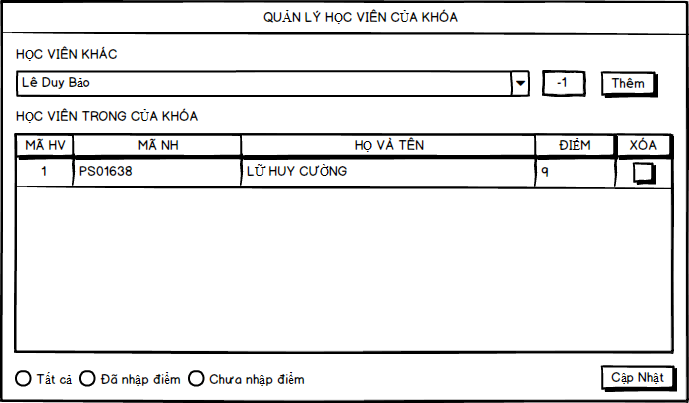 QUẢN LÝ HỌC VIÊN CỦA KHÓA
HỌC VIÊN KHÁC
Lê Duy Bảo -1 Thêm
HỌC VIÊN TRONG CỦA KHÓA
MÃ HV MÃ NH HỌ VÀ TÊN ĐIỂM XÓA
1 PS01638 LỮ HUY CƯỜNG 9
Tất cả Đã nhập điểm Chưa nhập điểm Cập Nhật